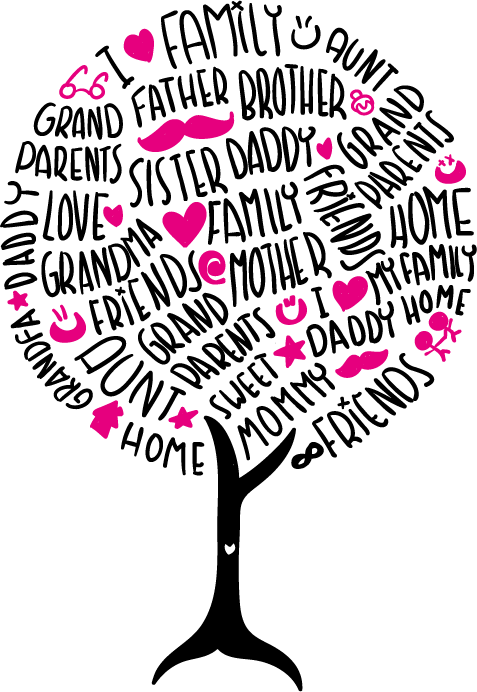 I FAMILY
AUNT
GRAND
PARENTS
FATHER
BROTHER
GRAND
PARENTS
SISTER
DADDY
FRIENDS
HOME
DADDY
LOVE
FAMILY
GRANDMA
FRIENDS
MOTHER
I MY FAMILY
GRANDFA
AUNT
GRAND
PARENTS
DADDY
HOME
SWEET
HOME
MOMMY
FRIENDS